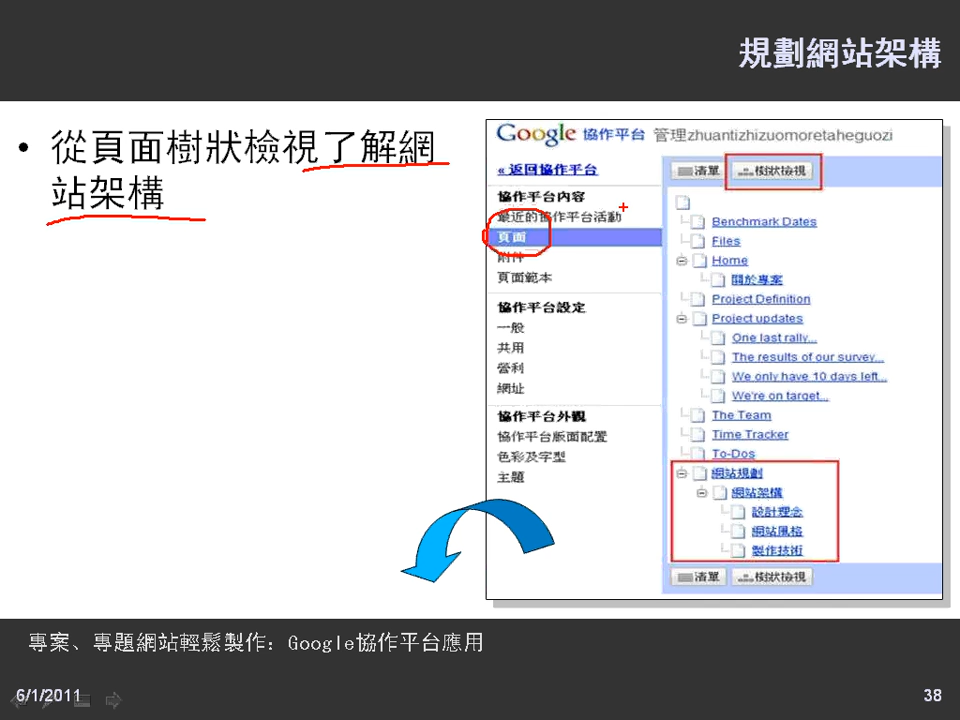 規劃網站架構
• 從頁面樹狀檢視了解網
站架構
Google 協作平台 管理zhuantizhizuomoretaheguozi
« 返回協作平台
協作平台內容
最近的協作平台活動
頁面
附件
頁面範本
協作平台設定
一般
共用
營利
網址
協作平台外觀
協作平台版面配置
色彩及字型
主題
清單 樹狀檢視
Benchmark Dates
Files
Home
關於專案
Project Definition
Project updates
One last rally...
The results of our survey...
We only have 10 days left...
We're on target...
The Team
Time Tracker
To-Dos
網站規劃
網站架構
設計理念
網站風格
製作技術
清單 樹狀檢視
專案、專題網站輕鬆製作：Google協作平台應用
6/1/2011
38